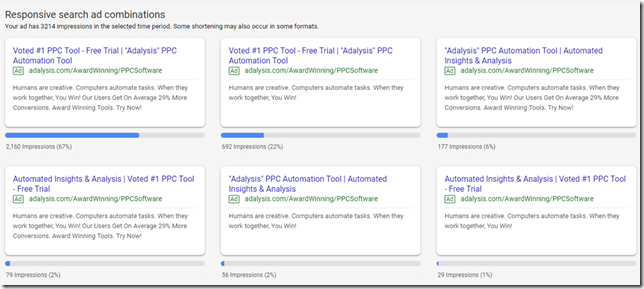 Responsive search ad combinations
Your ad has 3214 impressions in the selected time period. Some shortening may also occur in some formats.
Voted #1 PPC Tool - Free Trial | "Adalysis" PPC
Automation Tool
Ad adalysis.com/AwardWinning/PPCSoftware
Humans are creative. Computers automate tasks. When they
work together, You Win! Our Users Get On Average 29% More
Conversions. Award Winning Tools. Try Now!
2,160 Impressions (67%)
Voted #1 PPC Tool - Free Trial | "Adalysis" PPC
Automation Tool
Ad adalysis.com/AwardWinning/PPCSoftware
Humans are creative. Computers automate tasks. When they
work together, You Win!
692 Impressions (22%)
"Adalysis" PPC Automation Tool | Automated
Insights & Analysis
Ad adalysis.com/AwardWinning/PPCSoftware
Humans are creative. Computers automate tasks. When they
work together, You Win! Our Users Get On Average 29% More
Conversions. Award Winning Tools. Try Now!
177 Impressions (6%)
Automated Insights & Analysis | Voted #1 PPC Tool
- Free Trial
Ad adalysis.com/AwardWinning/PPCSoftware
Humans are creative. Computers automate tasks. When they
work together, You Win! Our Users Get On Average 29% More
Conversions. Award Winning Tools. Try Now!
79 Impressions (2%)
"Adalysis" PPC Automation Tool | Automated
Insights & Analysis
Ad adalysis.com/AwardWinning/PPCSoftware
Humans are creative. Computers automate tasks. When they
work together, You Win!
56 Impressions (2%)
Automated Insights & Analysis | Voted #1 PPC Tool
- Free Trial
Ad adalysis.com/AwardWinning/PPCSoftware
Humans are creative. Computers automate tasks. When they
work together, You Win!
29 Impressions (1%)